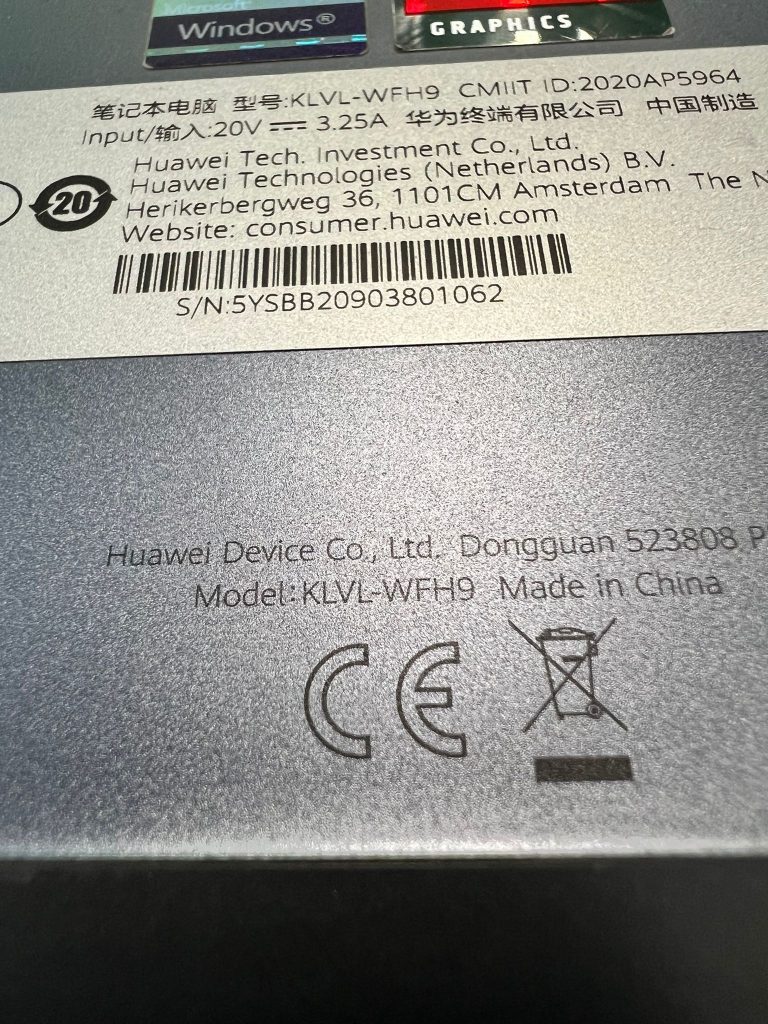 Microsoft
Windows®
GRAPHICS
笔记本电脑 型号:KLVL-WFH9 CMIIT ID:2020AP5964
Input/输入:20V ⎓ 3.25A 华为终端有限公司 中国制造
Huawei Tech. Investment Co., Ltd.
Huawei Technologies (Netherlands) B.V.
20
Herikerbergweg 36, 1101CM Amsterdam The N
Website: consumer.huawei.com
S/N:5YSBB20903801062
Huawei Device Co., Ltd. Dongguan 523808 P
Model:KLVL-WFH9 Made in China
CE